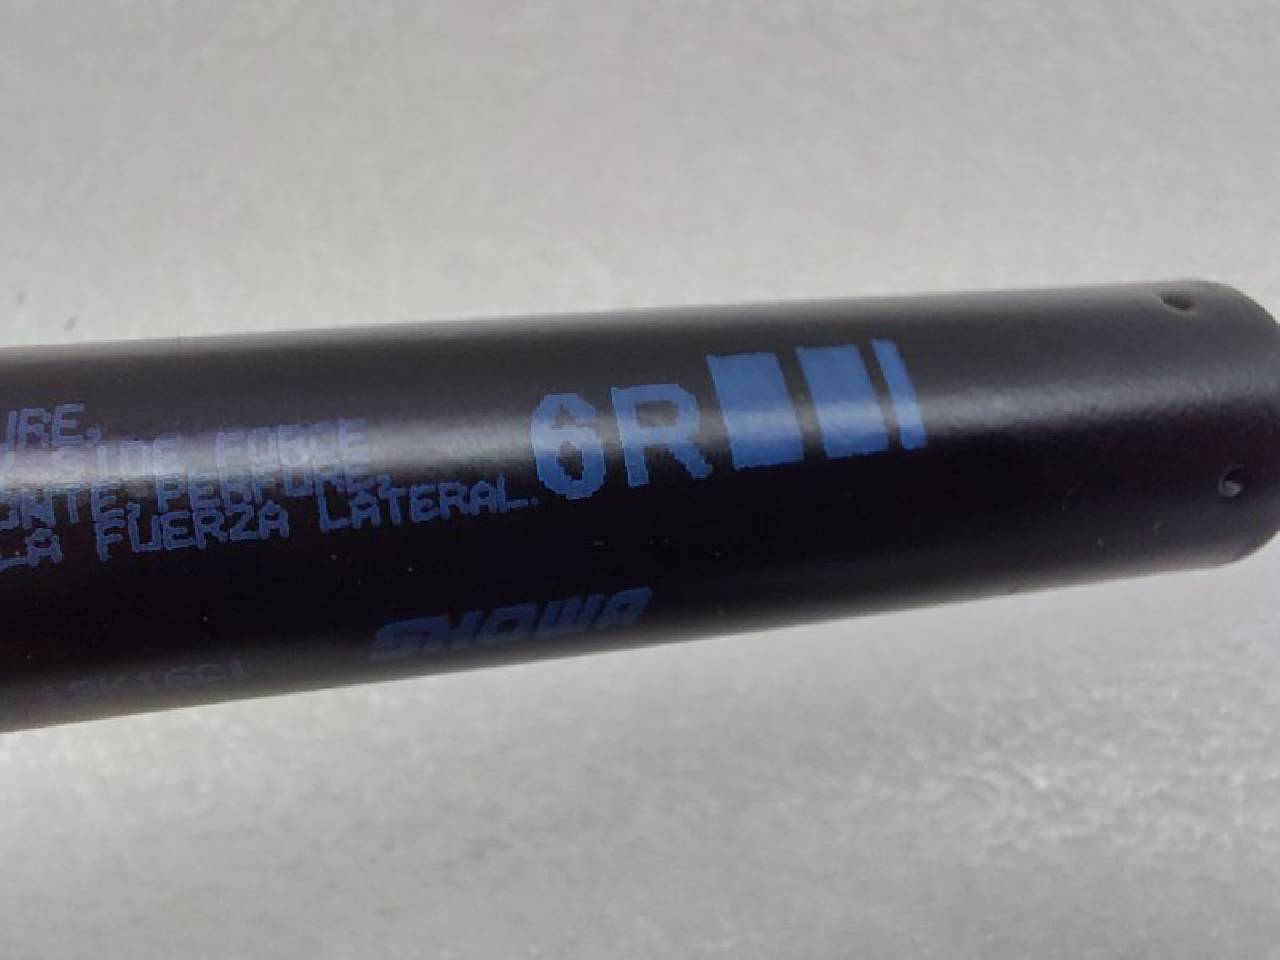 URE,
SIDE FORCE
ONTE, PERFORE,
LA FUERZA LATERAL.
6R
SHOWA